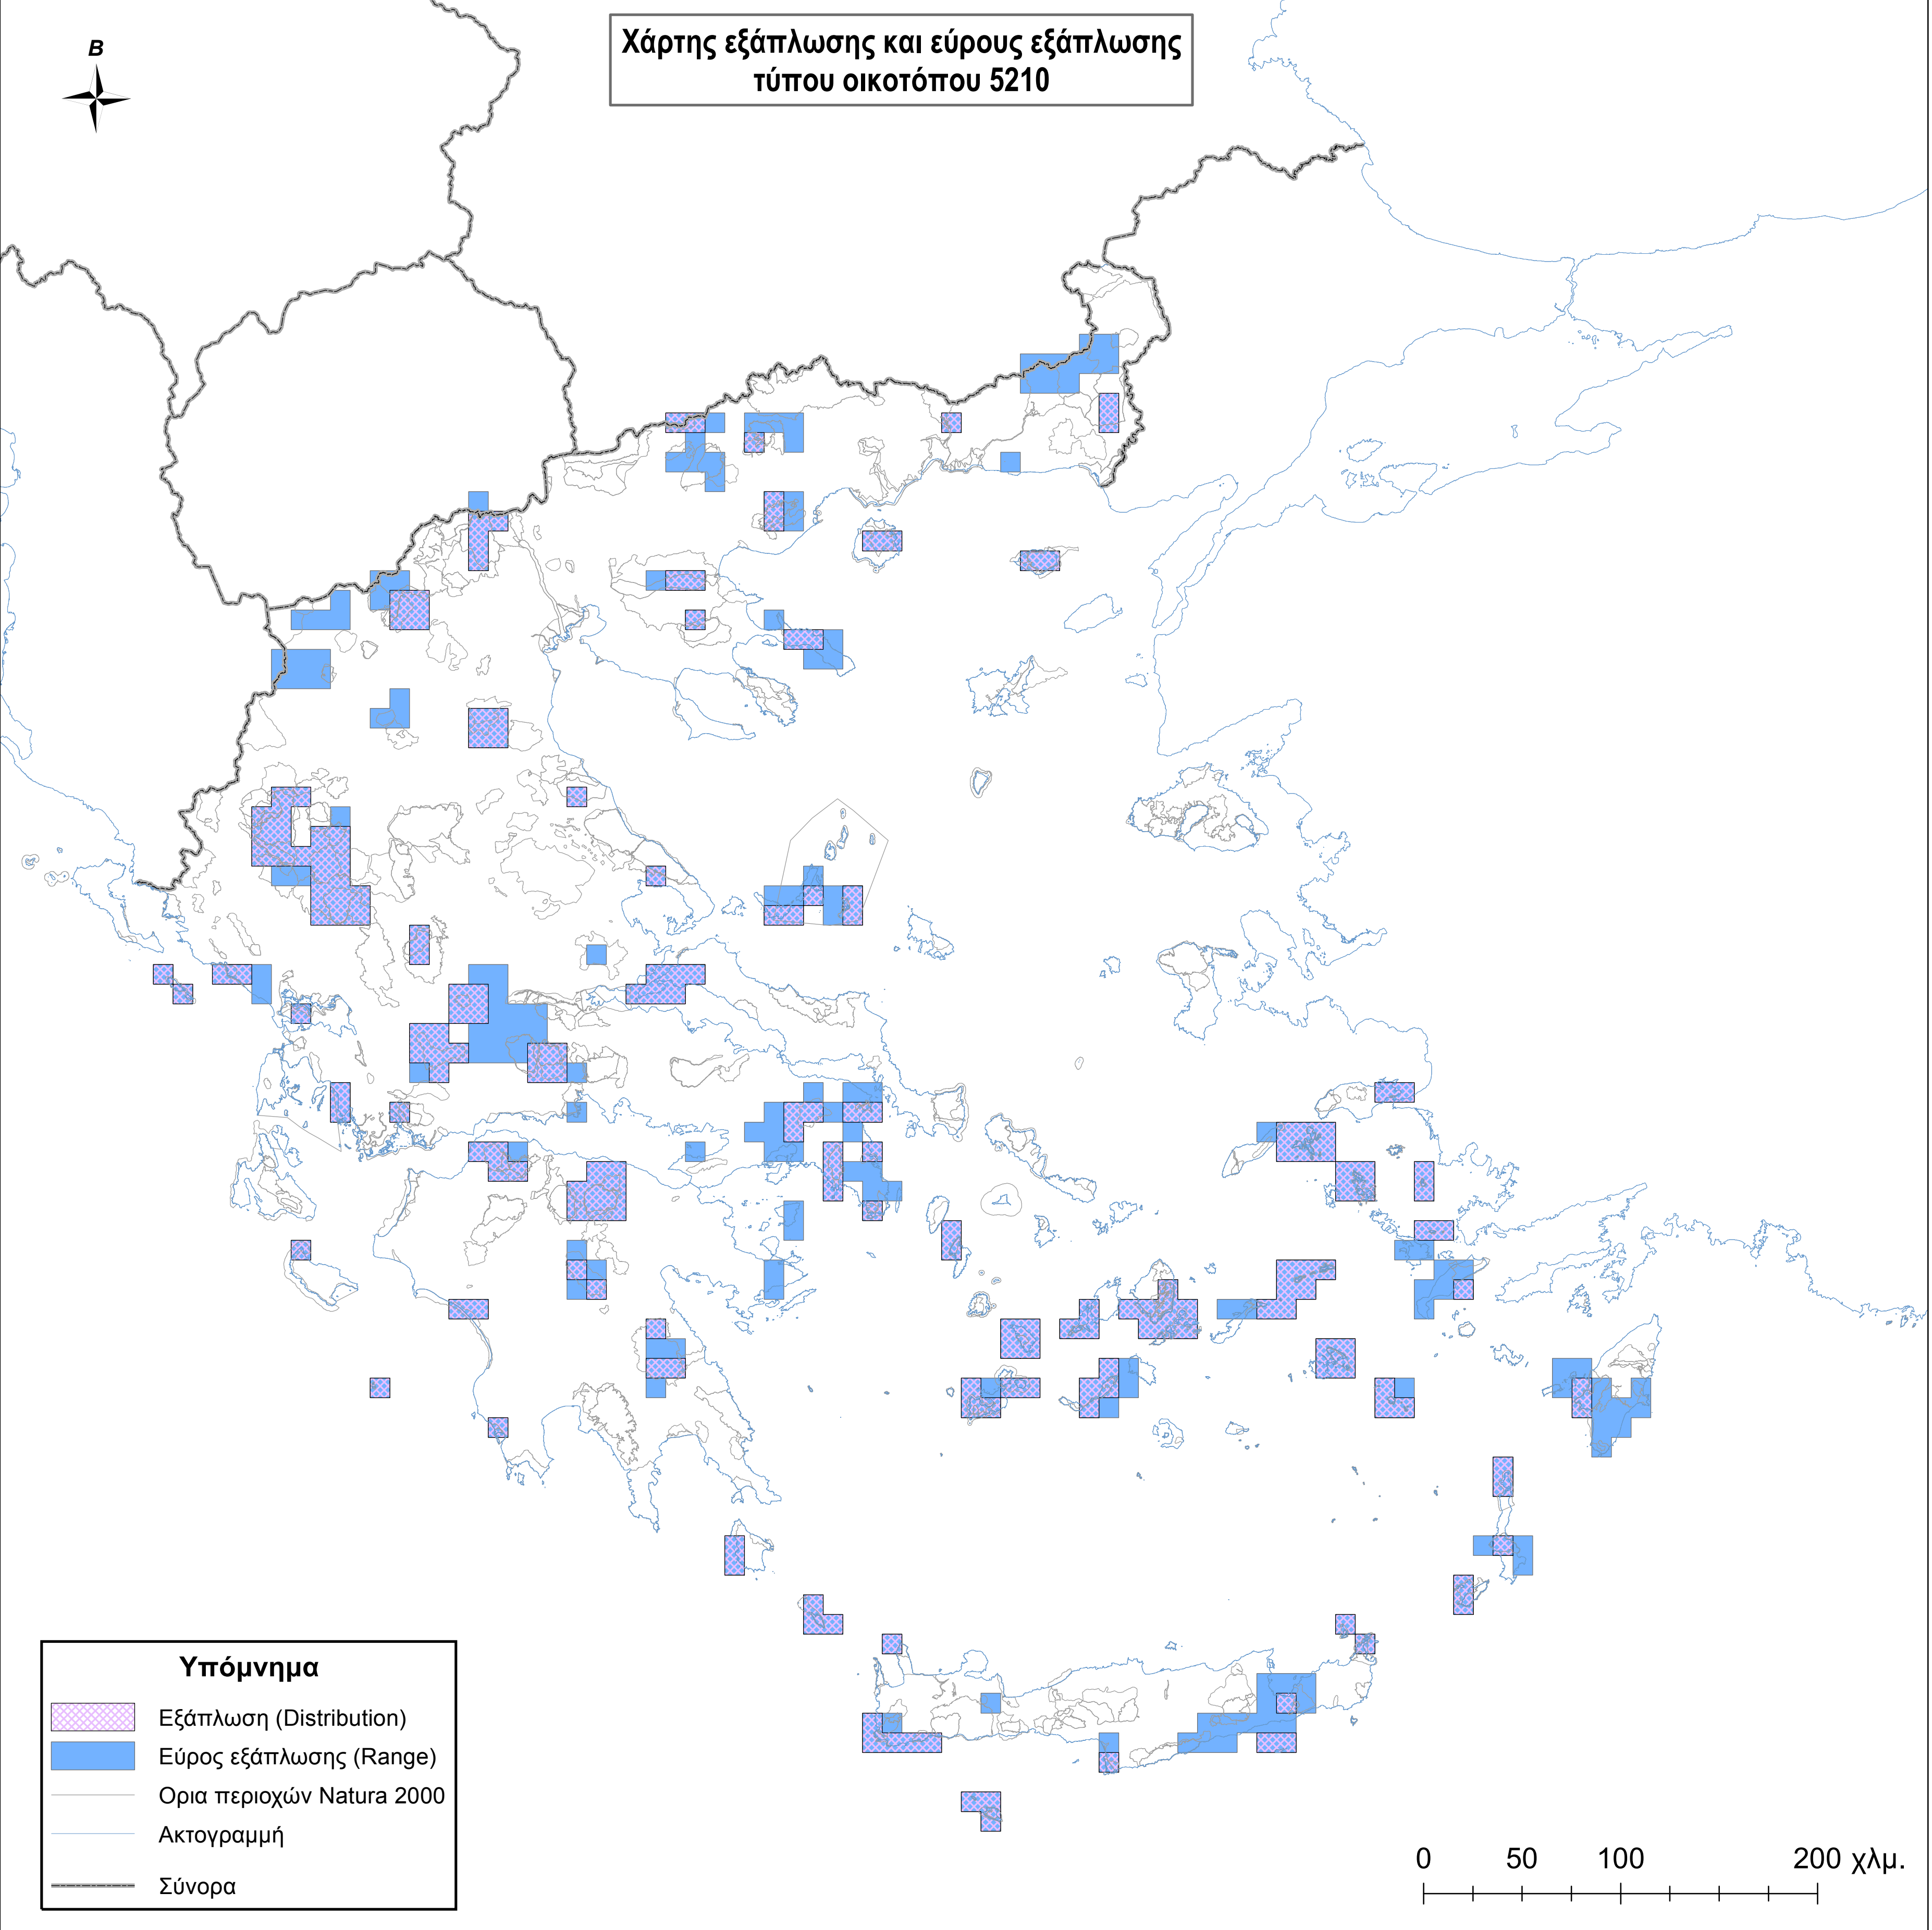 Χάρτης εξάπλωσης και εύρους εξάπλωσης
τύπου οικοτόπου 5210
Β
Υπόμνημα
Εξάπλωση (Distribution)
Εύρος εξάπλωσης (Range)
Ορια περιοχών Natura 2000
Ακτογραμμή
Σύνορα
0 50 100 200 χλμ.